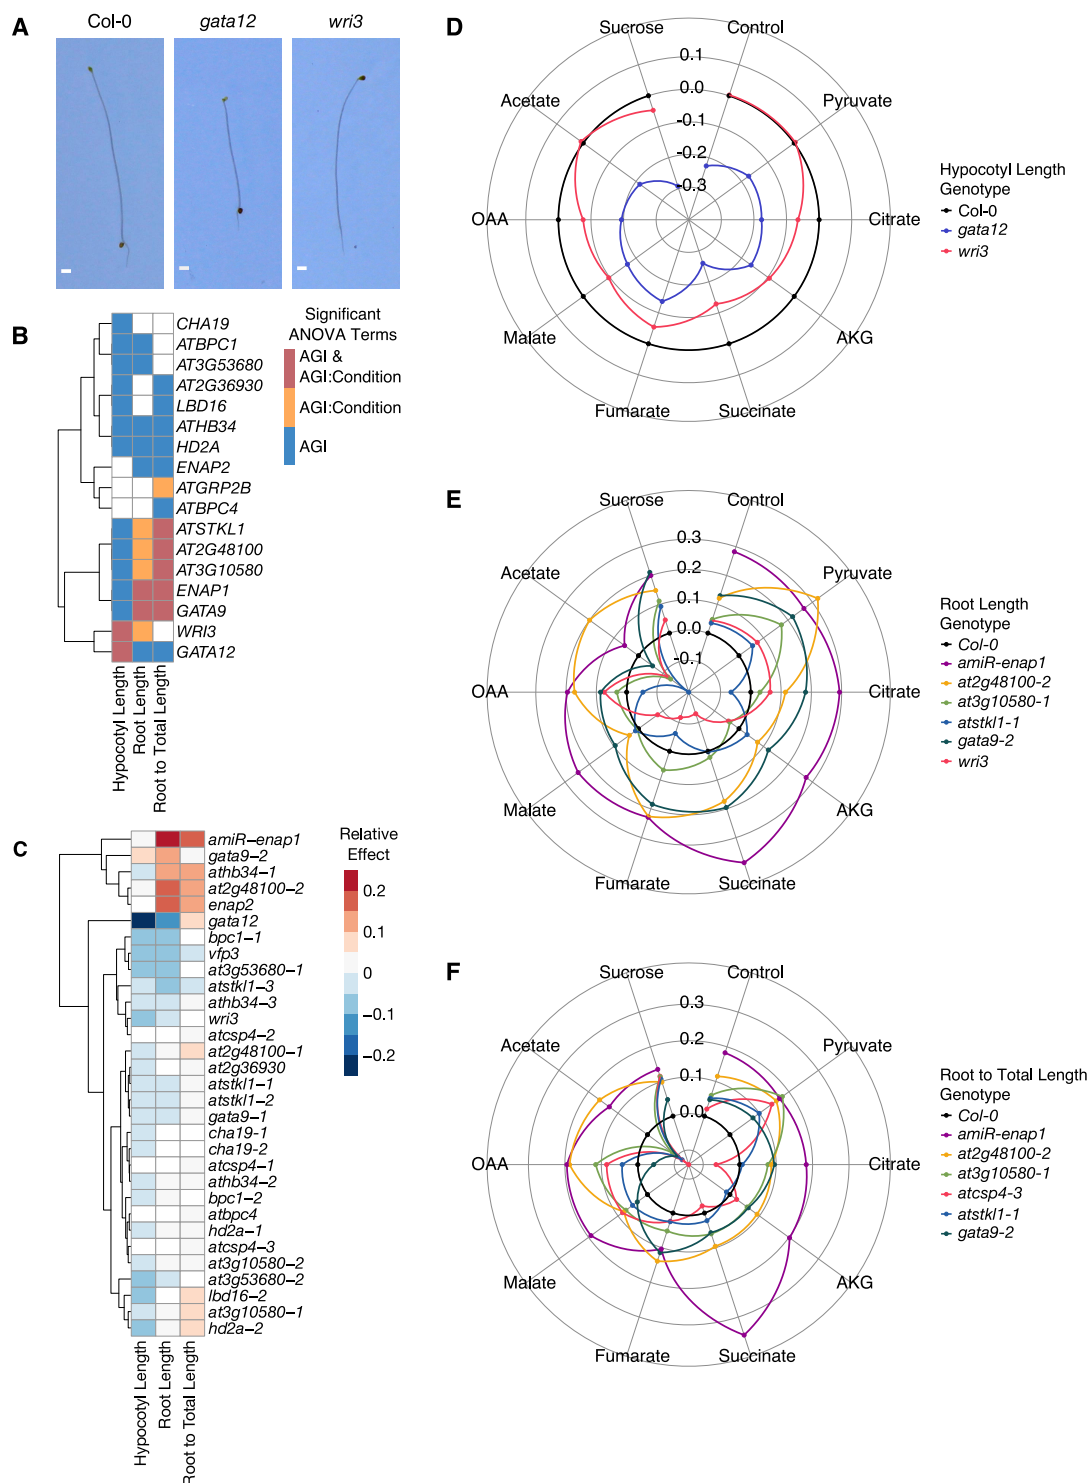 A
Col-0
gata12
wri3
B
CHA19
ATBPC1
AT3G53680
AT2G36930
LBD16
ATHB34
HD2A
ENAP2
ATGRP2B
ATBPC4
ATSTKL1
AT2G48100
AT3G10580
ENAP1
GATA9
WRI3
GATA12
Hypocotyl Length
Root Length
Root to Total Length
Significant
ANOVA Terms
AGI &
AGI:Condition
AGI:Condition
AGI
C
amiR−enap1
gata9−2
athb34−1
at2g48100−2
enap2
gata12
bpc1−1
vfp3
at3g53680−1
atstkl1−3
athb34−3
wri3
atcsp4−2
at2g48100−1
at2g36930
atstkl1−1
atstkl1−2
gata9−1
cha19−1
cha19−2
atcsp4−1
athb34−2
bpc1−2
atbpc4
hd2a−1
atcsp4−3
at3g10580−2
at3g53680−2
lbd16−2
at3g10580−1
hd2a−2
Hypocotyl Length
Root Length
Root to Total Length
Relative
Effect
0.2
0.1
0
−0.1
−0.2
D
Sucrose
Control
Acetate
Pyruvate
OAA
Citrate
Malate
AKG
Fumarate
Succinate
0.1
0.0
-0.1
-0.2
-0.3
Hypocotyl Length
Genotype
Col-0
gata12
wri3
E
Sucrose
Control
Acetate
Pyruvate
OAA
Citrate
Malate
AKG
Fumarate
Succinate
0.3
0.2
0.1
0.0
-0.1
Root Length
Genotype
Col-0
amiR-enap1
at2g48100-2
at3g10580-1
atstkl1-1
gata9-2
wri3
F
Sucrose
Control
Acetate
Pyruvate
OAA
Citrate
Malate
AKG
Fumarate
Succinate
0.3
0.2
0.1
0.0
Root to Total Length
Genotype
Col-0
amiR-enap1
at2g48100-2
at3g10580-1
atcsp4-3
atstkl1-1
gata9-2